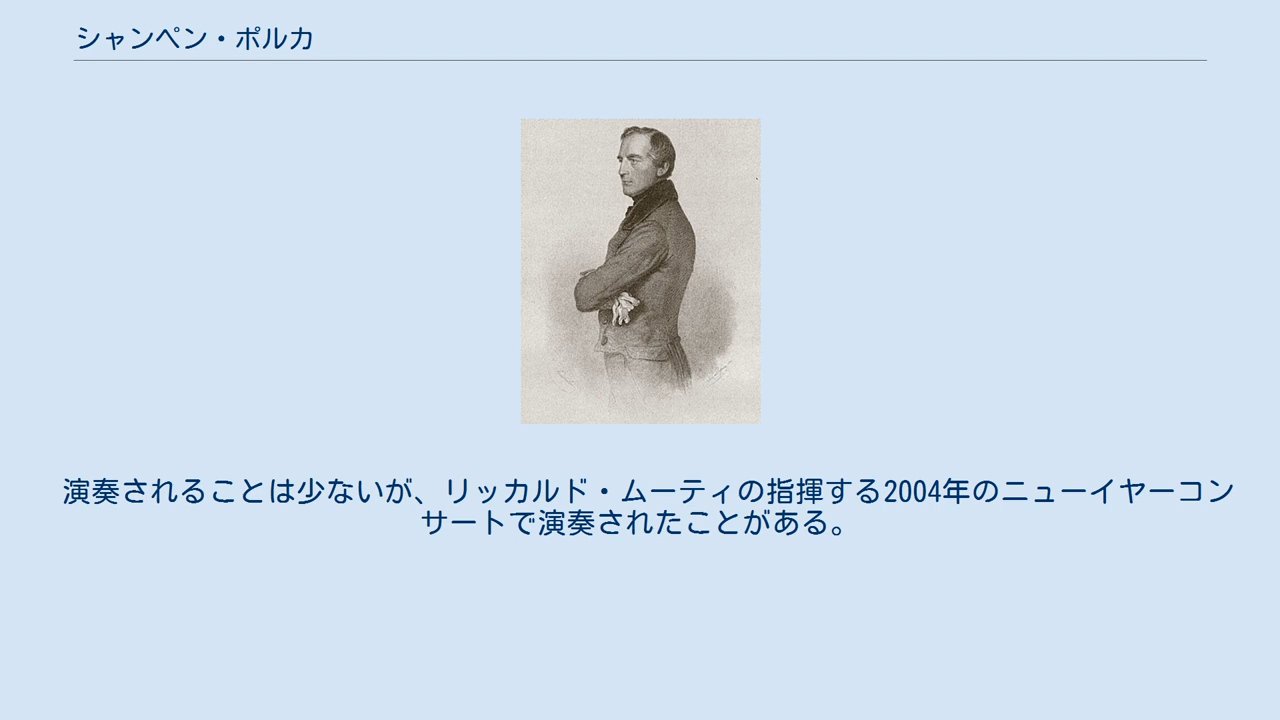 シャンペン・ポルカ
演奏されることは少ないが、リッカルド・ムーティの指揮する2004年のニューイヤーコン
サートで演奏されたことがある。